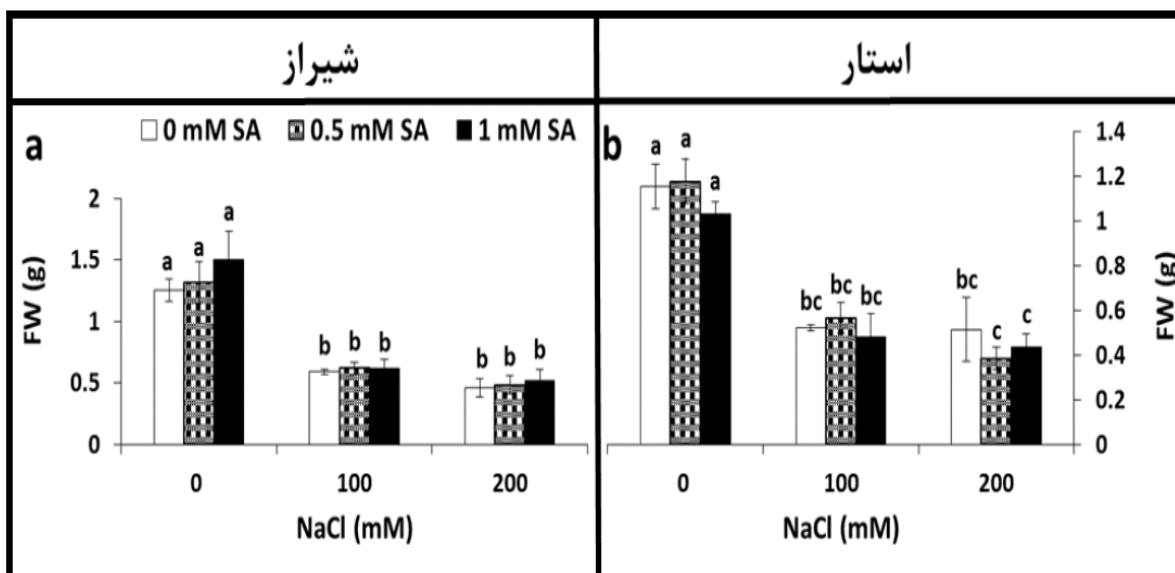 شیراز
استار
a
0 mM SA 0.5 mM SA 1 mM SA
FW (g)
2
1.5
1
0.5
0
a a a
b b b
b b b
0 100 200
NaCl (mM)
b
a a a
bc bc bc
bc c c
1.4
1.2
1
0.8
0.6
0.4
0.2
0
FW (g)
0 100 200
NaCl (mM)